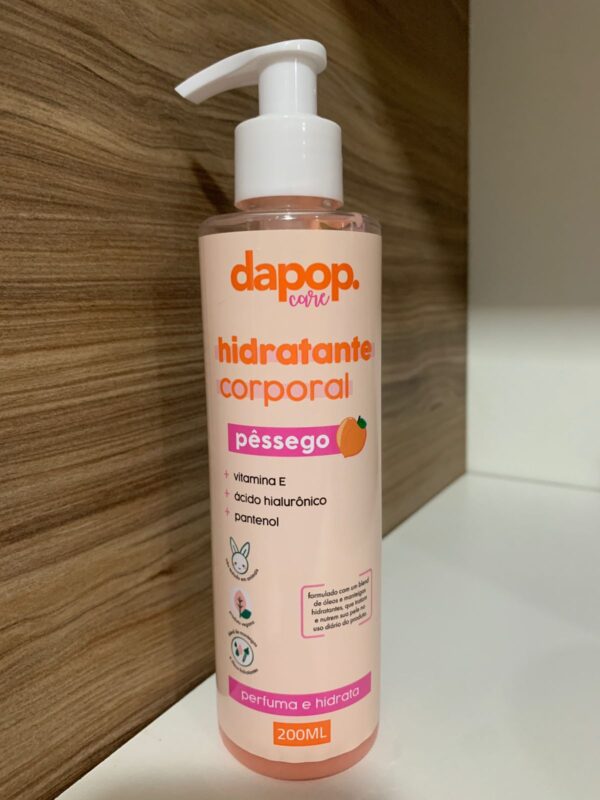 dapop.
care
hidratante
corporal
pêssego
+ vitamina E
+ ácido hialurônico
+ pantenol
formulado com um blend
de óleos e manteigas
hidratantes, que tratam
e nutrem sua pele no
uso diário do produto.
perfuma e hidrata
200ML